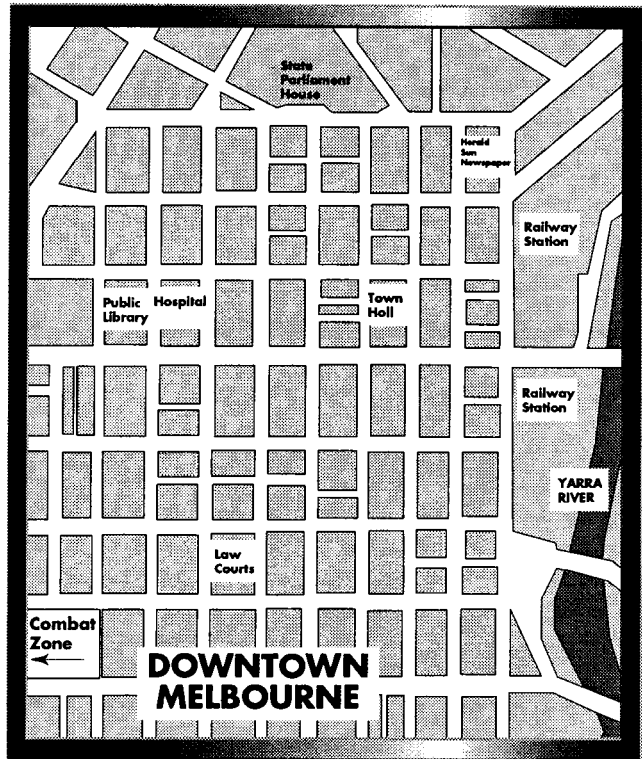 State
Parliament
House
Herald
Sun
Newspaper
Railway
Station
Public
Library
Hospital
Town
Hall
Railway
Station
YARRA
RIVER
Law
Courts
Combat
Zone
DOWNTOWN
MELBOURNE